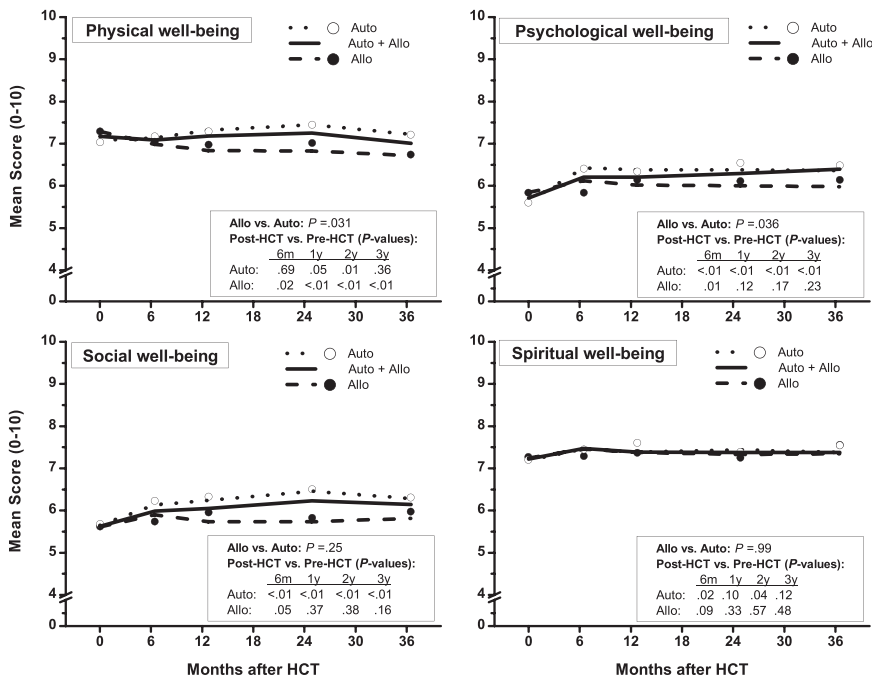 Physical well-being
Auto
Auto + Allo
Allo
10
9
8
7
6
5
4
0
Mean Score (0-10)
Allo vs. Auto: P =.031
Post-HCT vs. Pre-HCT (P-values):
6m 1y 2y 3y
Auto: .69 .05 .01 .36
Allo: .02 <.01 <.01 <.01
0 6 12 18 24 30 36
Psychological well-being
Auto
Auto + Allo
Allo
10
9
8
7
6
5
4
0
Allo vs. Auto: P =.036
Post-HCT vs. Pre-HCT (P-values):
6m 1y 2y 3y
Auto: <.01 <.01 <.01 <.01
Allo: .01 .12 .17 .23
0 6 12 18 24 30 36
Social well-being
Auto
Auto + Allo
Allo
10
9
8
7
6
5
4
0
Mean Score (0-10)
Allo vs. Auto: P =.25
Post-HCT vs. Pre-HCT (P-values):
6m 1y 2y 3y
Auto: <.01 <.01 <.01 <.01
Allo: .05 .37 .38 .16
0 6 12 18 24 30 36
Months after HCT
Spiritual well-being
Auto
Auto + Allo
Allo
10
9
8
7
6
5
4
0
Allo vs. Auto: P =.99
Post-HCT vs. Pre-HCT (P-values):
6m 1y 2y 3y
Auto: .02 .10 .04 .12
Allo: .09 .33 .57 .48
0 6 12 18 24 30 36
Months after HCT